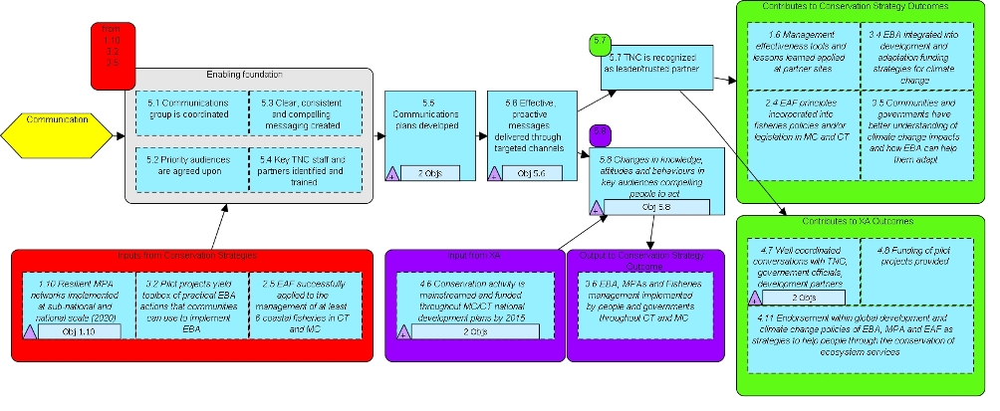 from
1.10
3.2
2.5
Communication
Enabling foundation
5.1 Communications
group is coordinated
5.3 Clear, consistent
and compelling
messaging created
5.2 Priority audiences
are agreed upon
5.4 Key TNC staff and
partners identified and
trained
5.5
Communications
plans developed
2 Objs
5.6 Effective,
proactive
messages
delivered through
targeted channels
Obj 5.6
5.7
5.7 TNC is recognized
as leader/trusted partner
5.8
5.8 Changes in knowledge,
attitudes and behaviours in
key audiences compelling
people to act
Obj 5.8
Contributes to Conservation Strategy Outcomes
1.6 Management
effectiveness tools and
lessons learned applied
at partner sites
3.4 EBA integrated into
development and
adaptation funding
strategies for climate
change
2.4 EAF principles
incorporated into
fisheries policies and/or
legislation in MC and CT
3.5 Communities and
governments have
better understanding of
climate change impacts
and how EBA can help
them adapt
Contributes to XA Outcomes
4.7 Well coordinated
conversations with TNC,
governement officials,
development partners
2 Objs
4.8 Funding of pilot
projects provided
4.11 Endorsement within global development and
climate change policies of EBA, MPA and EAF as
strategies to help people through the conservation of
ecosystem services
Inputs from Conservation Strategies
1.10 Resilient MPA
networks implemented
at sub-national and
national scale (2020)
Obj 1.10
3.2 Pilot projects yield
toolbox of practical EBA
actions that communities
can use to implement
EBA
2.5 EAF successfully
applied to the
management of at least
6 coastal fisheries in CT
and MC
Input from XA
4.6 Conservation activity is
mainstreamed and funded
throughout MC/CT national
development plans by 2015
2 Objs
Output to Conservation Strategy
Outcome
3.6 EBA, MPAs and Fisheries
management implemented
by people and governments
throughout CT and MC